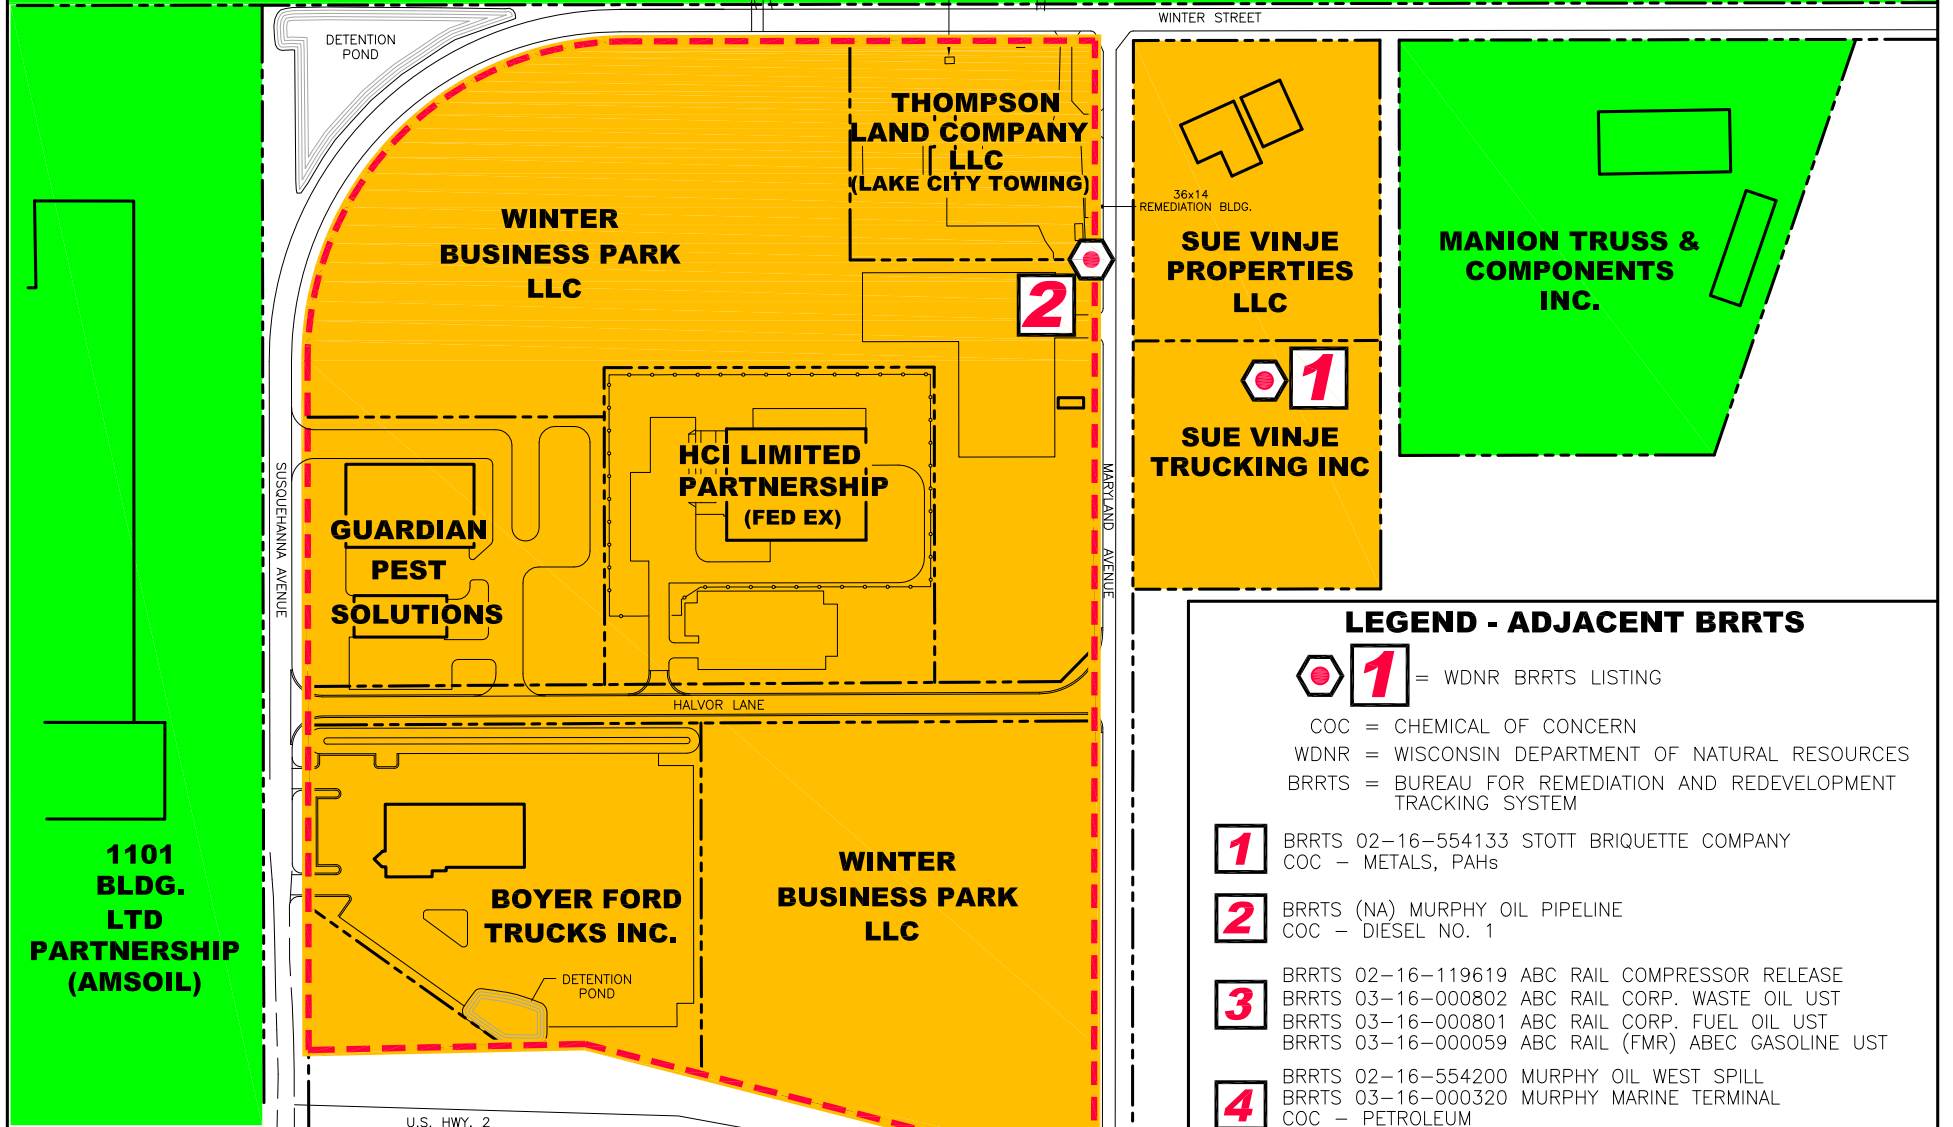 WINTER STREET
DETENTION
POND
THOMPSON
LAND COMPANY
LLC
(LAKE CITY TOWING)
36x14
REMEDIATION BLDG.
WINTER
BUSINESS PARK
LLC
SUE VINJE
PROPERTIES
LLC
MANION TRUSS &
COMPONENTS
INC.
2
1
SUE VINJE
TRUCKING INC
HCI LIMITED
PARTNERSHIP
(FED EX)
GUARDIAN
PEST
SOLUTIONS
SUSQUEHANNA AVENUE
MARYLAND AVENUE
HALVOR LANE
1101
BLDG.
LTD
PARTNERSHIP
(AMSOIL)
BOYER FORD
TRUCKS INC.
WINTER
BUSINESS PARK
LLC
DETENTION
POND
U.S. HWY. 2
LEGEND - ADJACENT BRRTS
1 = WDNR BRRTS LISTING
COC = CHEMICAL OF CONCERN
WDNR = WISCONSIN DEPARTMENT OF NATURAL RESOURCES
BRRTS = BUREAU FOR REMEDIATION AND REDEVELOPMENT
TRACKING SYSTEM
1
BRRTS 02-16-554133 STOTT BRIQUETTE COMPANY
COC - METALS, PAHs
2
BRRTS (NA) MURPHY OIL PIPELINE
COC - DIESEL NO. 1
3
BRRTS 02-16-119619 ABC RAIL COMPRESSOR RELEASE
BRRTS 03-16-000802 ABC RAIL CORP. WASTE OIL UST
BRRTS 03-16-000801 ABC RAIL CORP. FUEL OIL UST
BRRTS 03-16-000059 ABC RAIL (FMR) ABEC GASOLINE UST
4
BRRTS 02-16-554200 MURPHY OIL WEST SPILL
BRRTS 03-16-000320 MURPHY MARINE TERMINAL
COC - PETROLEUM